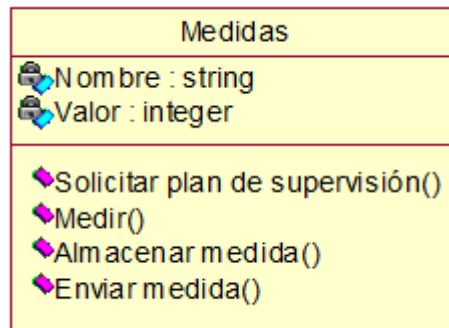 Medidas
Nombre : string
Valor : integer
Solicitar plan de supervisión()
Medir()
Almacenar medida()
Enviar medida()